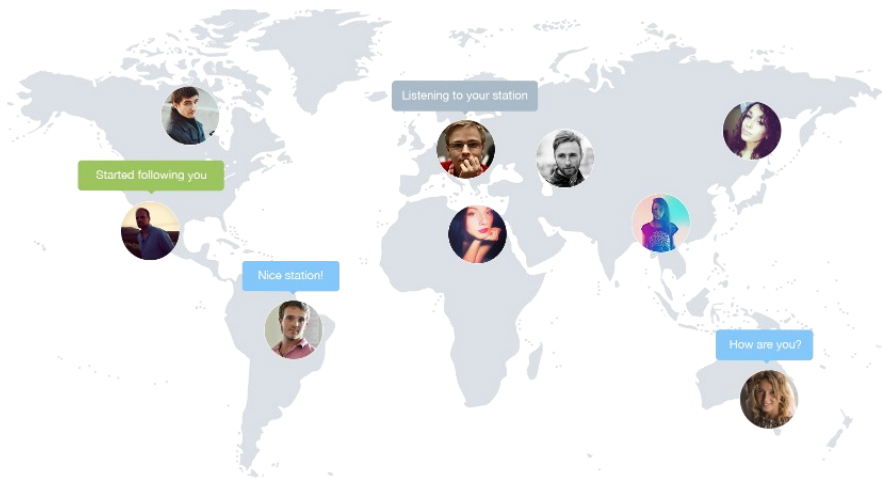 Listening to your station
Started following you
Nice station!
How are you?